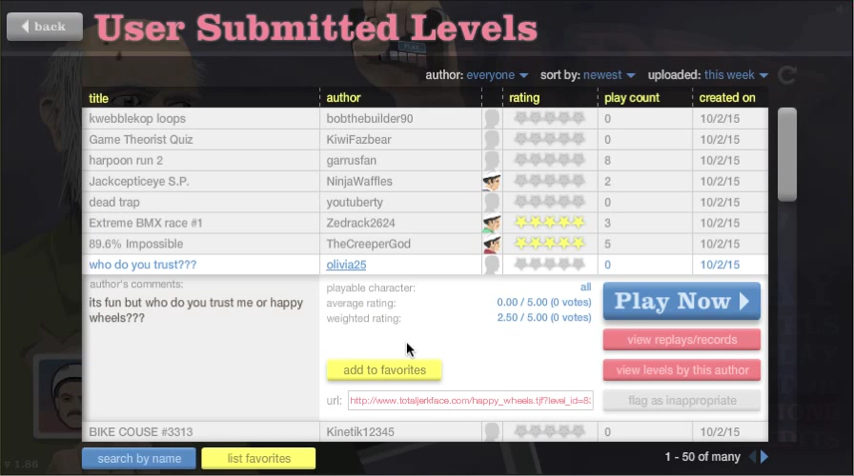 back
User Submitted Levels
author: everyone sort by: newest uploaded: this week
title author rating play count created on
kwebblekop loops bobthebuilder90 0 10/2/15
Game Theorist Quiz KiwiFazbear 0 10/2/15
harpoon run 2 garrusfan 8 10/2/15
Jackcepticeye S.P. NinjaWaffles 2 10/2/15
dead trap youtuberty 0 10/2/15
Extreme BMX race #1 Zedrack2624 3 10/2/15
89.6% Impossible TheCreeperGod 5 10/2/15
who do you trust??? olivia25 0 10/2/15
author's comments:
its fun but who do you trust me or happy
wheels???
playable character: all
average rating: 0.00 / 5.00 (0 votes)
weighted rating: 2.50 / 5.00 (0 votes)
add to favorites
url: http://www.totaljerkface.com/happy_wheels.tjf?level_id=8
Play Now
view replays/records
view levels by this author
flag as inappropriate
BIKE COUSE #3313 Kinetik12345 0 10/2/15
search by name list favorites 1 - 50 of many